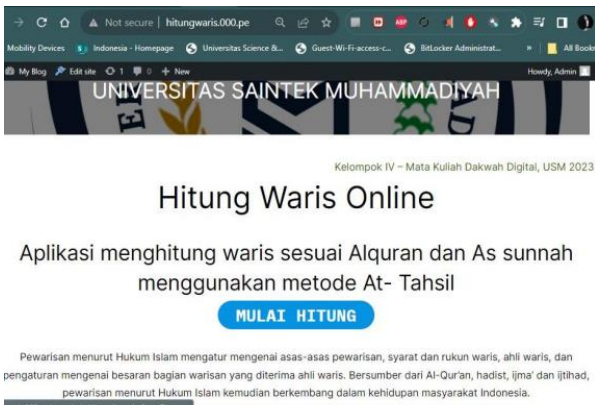 Not secure | hitungwaris.000.pe
Mobility Devices Indonesia - Homepage Universitas Science &... Guest-Wi-Fi-access-c... BitLocker Administrat... » All Books
My Blog Edit site 1 0 + New Howdy, Admin
UNIVERSITAS SAINTEK MUHAMMADIYAH
Kelompok IV – Mata Kuliah Dakwah Digital, USM 2023
Hitung Waris Online
Aplikasi menghitung waris sesuai Alquran dan As sunnah
menggunakan metode At- Tahsil
MULAI HITUNG
Pewarisan menurut Hukum Islam mengatur mengenai asas-asas pewarisan, syarat dan rukun waris, ahli waris, dan
pengaturan mengenai besaran bagian warisan yang diterima ahli waris. Bersumber dari Al-Qur'an, hadist, ijma' dan ijtihad,
pewarisan menurut Hukum Islam kemudian berkembang dalam kehidupan masyarakat Indonesia.